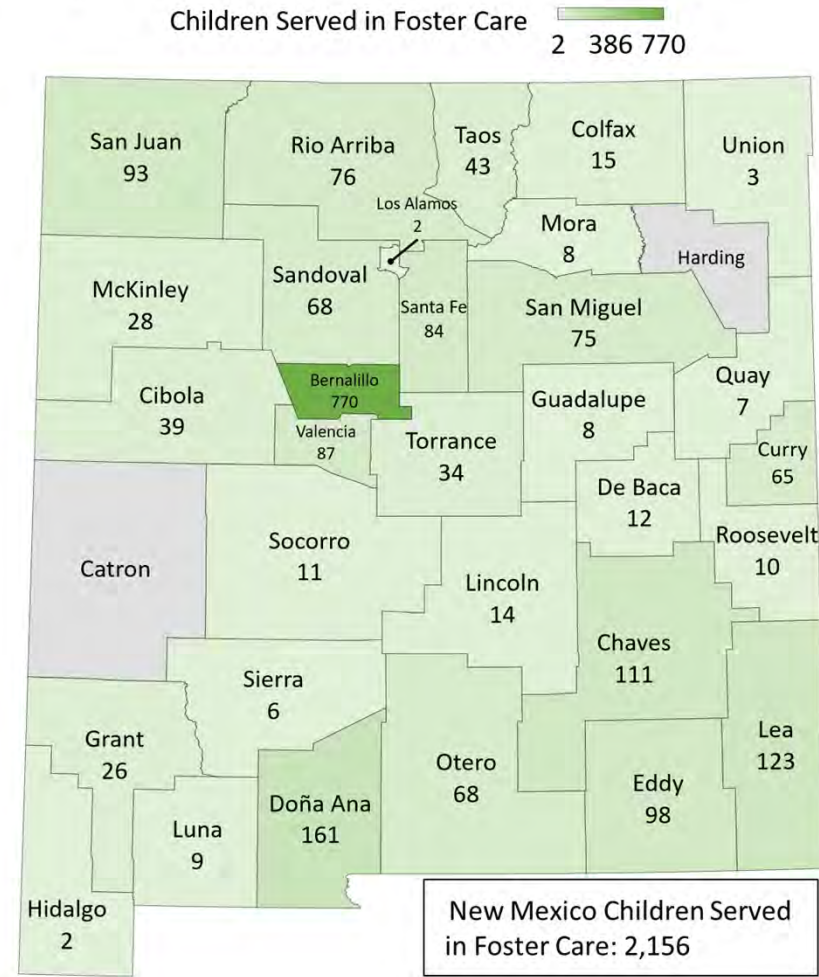 Children Served in Foster Care
2 386 770
San Juan
93
Rio Arriba
76
Taos
43
Colfax
15
Union
3
Los Alamos
2
Mora
8
Harding
McKinley
28
Sandoval
68
Santa Fe
84
San Miguel
75
Bernalillo
770
Cibola
39
Valencia
87
Torrance
34
Guadalupe
8
Quay
7
Curry
65
De Baca
12
Roosevelt
10
Catron
Socorro
11
Lincoln
14
Chaves
111
Sierra
6
Grant
26
Otero
68
Lea
123
Eddy
98
Doña Ana
161
Luna
9
Hidalgo
2
New Mexico Children Served
in Foster Care: 2,156